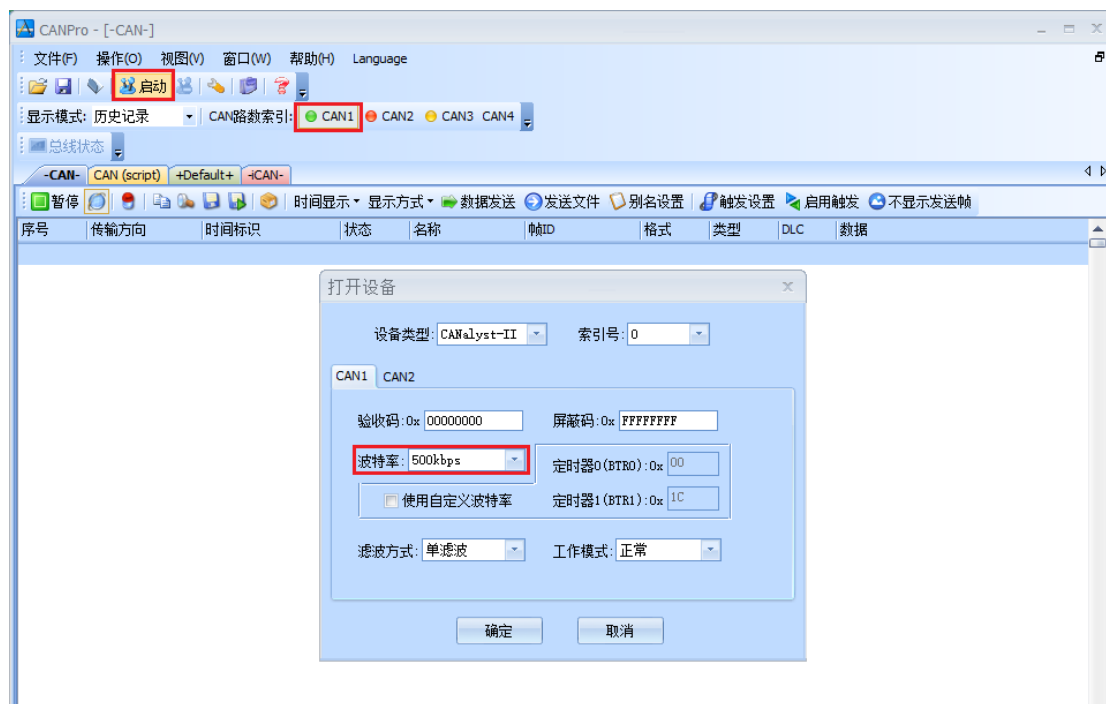 CANPro - [-CAN-]
文件(F) 操作(O) 视图(V) 窗口(W) 帮助(H) Language
启动
显示模式: 历史记录 CAN路数索引: CAN1 CAN2 CAN3 CAN4
总线状态
-CAN- CAN (script) +Default+ -iCAN-
暂停 时间显示 显示方式 数据发送 发送文件 别名设置 触发设置 启用触发 不显示发送帧
序号 传输方向 时间标识 状态 名称 帧ID 格式 类型 DLC 数据
打开设备
设备类型: CANalyst-II 索引号: 0
CAN1 CAN2
验收码:0x 00000000 屏蔽码:0x FFFFFFFF
波特率: 500kbps 定时器0(BTR0):0x 00
使用自定义波特率 定时器1(BTR1):0x 1C
滤波方式: 单滤波 工作模式: 正常
确定 取消